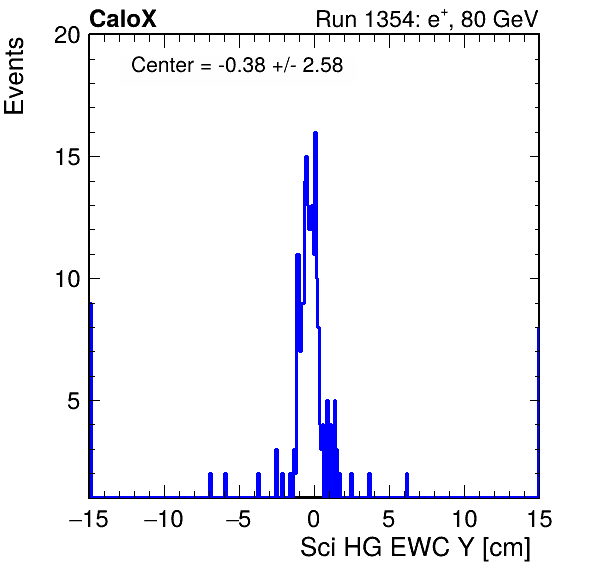 CaloX Run 1354: e⁺, 80 GeV
Events
Center = -0.38 +/- 2.58
20
15
10
5
−15 −10 −5 0 5 10 15
Sci HG EWC Y [cm]